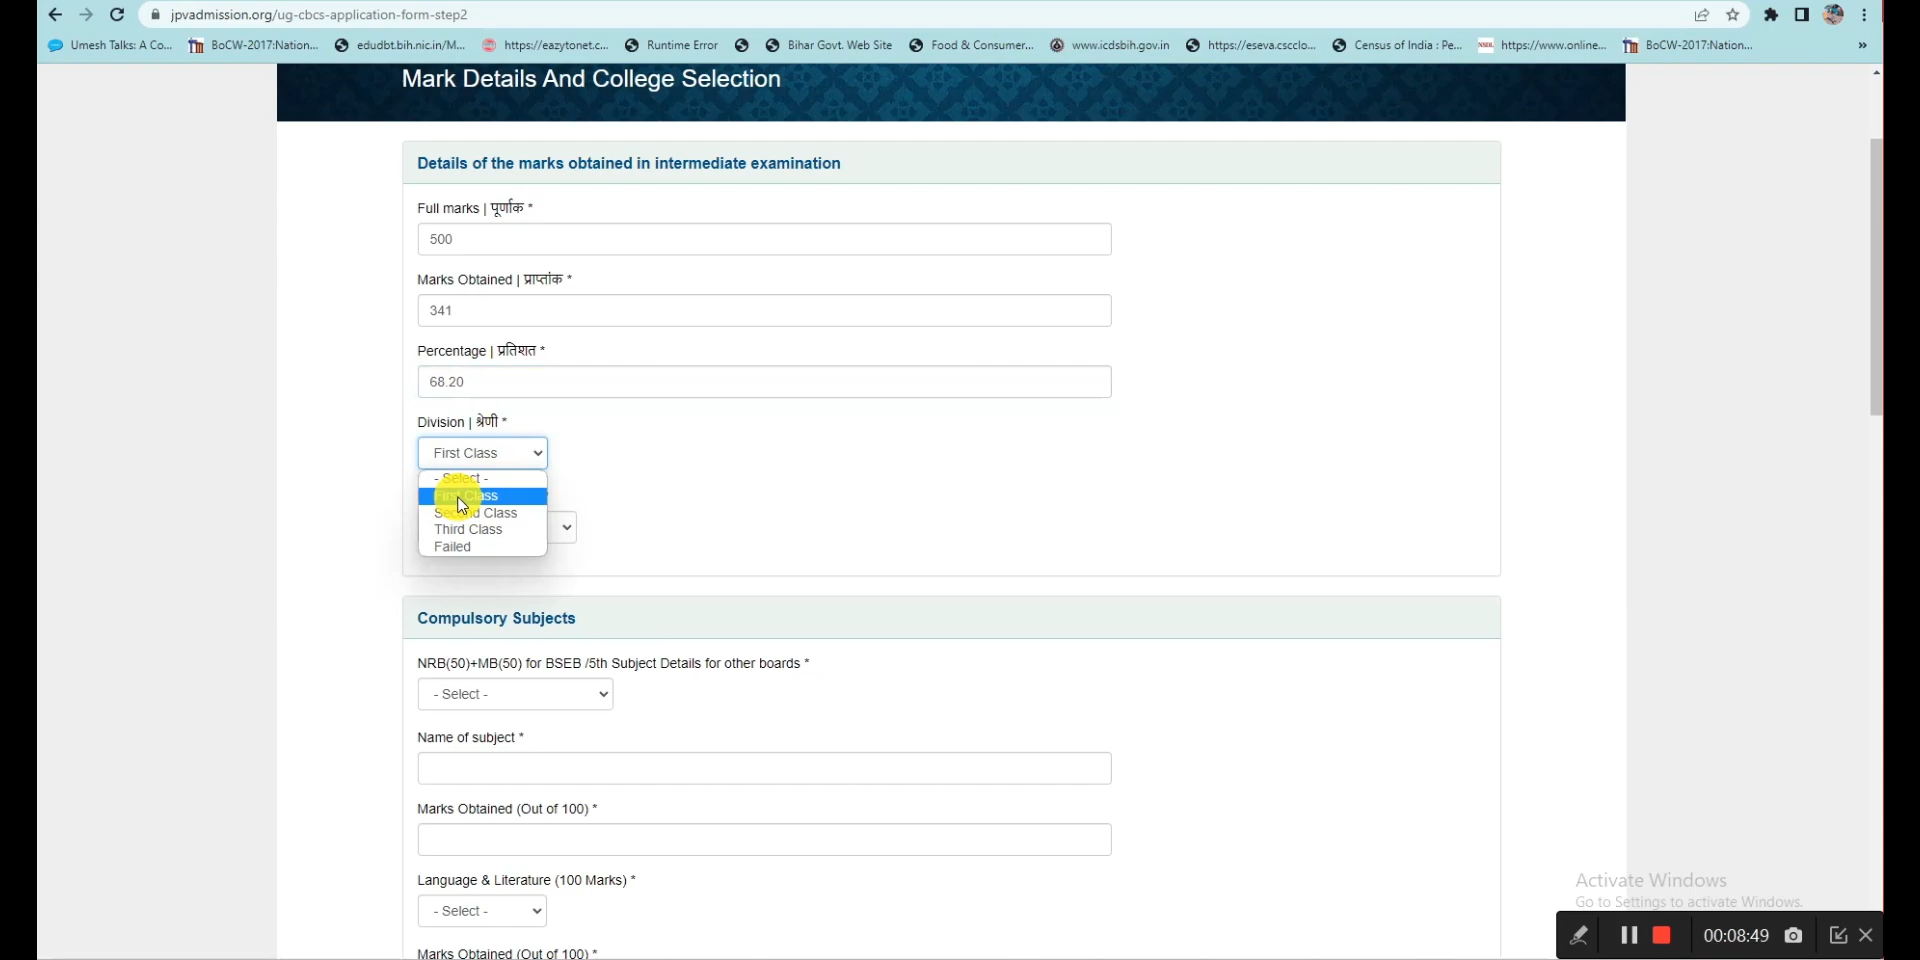 jpvadmission.org/ug-cbcs-application-form-step2
Umesh Talks: A Co... BoCW-2017:Nation... edudbt.bih.nic.in/M... https://eazytonet.c... Runtime Error Bihar Govt. Web Site Food & Consumer... www.icdsbih.gov.in https://eseva.cscclo... Census of India : Pe... NSDL https://www.online... BoCW-2017:Nation... »
Mark Details And College Selection
Details of the marks obtained in intermediate examination
Full marks | पूर्णांक *
500
Marks Obtained | प्राप्तांक *
341
Percentage | प्रतिशत *
68.20
Division | श्रेणी *
First Class
- Select -
First Class
Second Class
Third Class
Failed
Compulsory Subjects
NRB(50)+MB(50) for BSEB /5th Subject Details for other boards *
- Select -
Name of subject *
Marks Obtained (Out of 100) *
Language & Literature (100 Marks) *
- Select -
Marks Obtained (Out of 100) *
Activate Windows
Go to Settings to activate Windows.
00:08:49